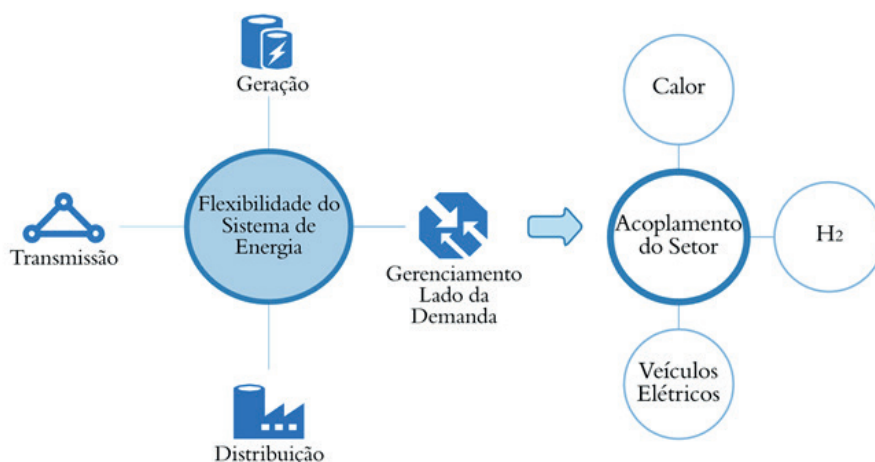 Geração
Transmissão
Flexibilidade do
Sistema de
Energia
Gerenciamento
Lado da
Demanda
Distribuição
Calor
Acoplamento
do Setor
H2
Veículos
Elétricos